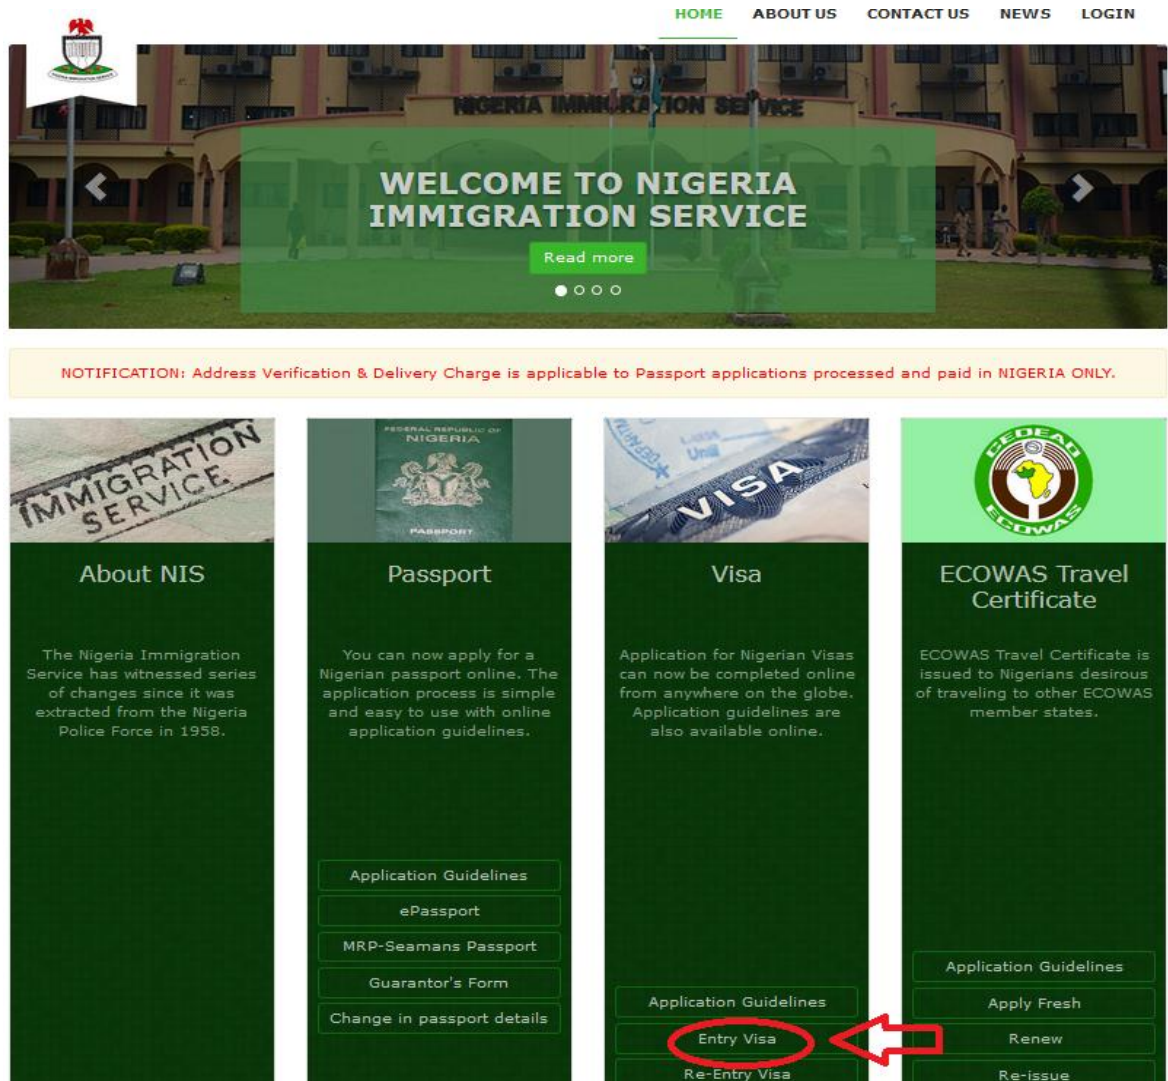 HOME ABOUT US CONTACT US NEWS LOGIN
NIGERIA IMMIGRATION SERVICE
WELCOME TO NIGERIA
IMMIGRATION SERVICE
Read more
NOTIFICATION: Address Verification & Delivery Charge is applicable to Passport applications processed and paid in NIGERIA ONLY.
IMMIGRATION
SERVICE
About NIS
The Nigeria Immigration
Service has witnessed series
of changes since it was
extracted from the Nigeria
Police Force in 1958.
FEDERAL REPUBLIC OF
NIGERIA
PASSPORT
Passport
You can now apply for a
Nigerian passport online. The
application process is simple
and easy to use with online
application guidelines.
Application Guidelines
ePassport
MRP-Seamans Passport
Guarantor's Form
Change in passport details
VISA
Visa
Application for Nigerian Visas
can now be completed online
from anywhere on the globe.
Application guidelines are
also available online.
Application Guidelines
Entry Visa
Re-Entry Visa
CEDEAO
ECOWAS
ECOWAS Travel
Certificate
ECOWAS Travel Certificate is
issued to Nigerians desirous
of traveling to other ECOWAS
member states.
Application Guidelines
Apply Fresh
Renew
Re-issue